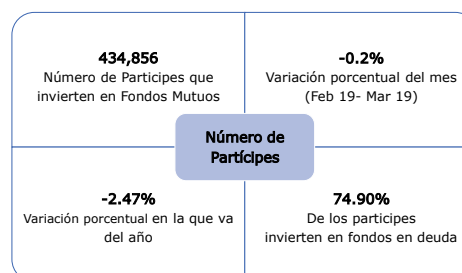 434,856
Número de Participes que
invierten en Fondos Mutuos
-0.2%
Variación porcentual del mes
(Feb 19- Mar 19)
Número de
Partícipes
-2.47%
Variación porcentual en la que va
del año
74.90%
De los participes
invierten en fondos en deuda